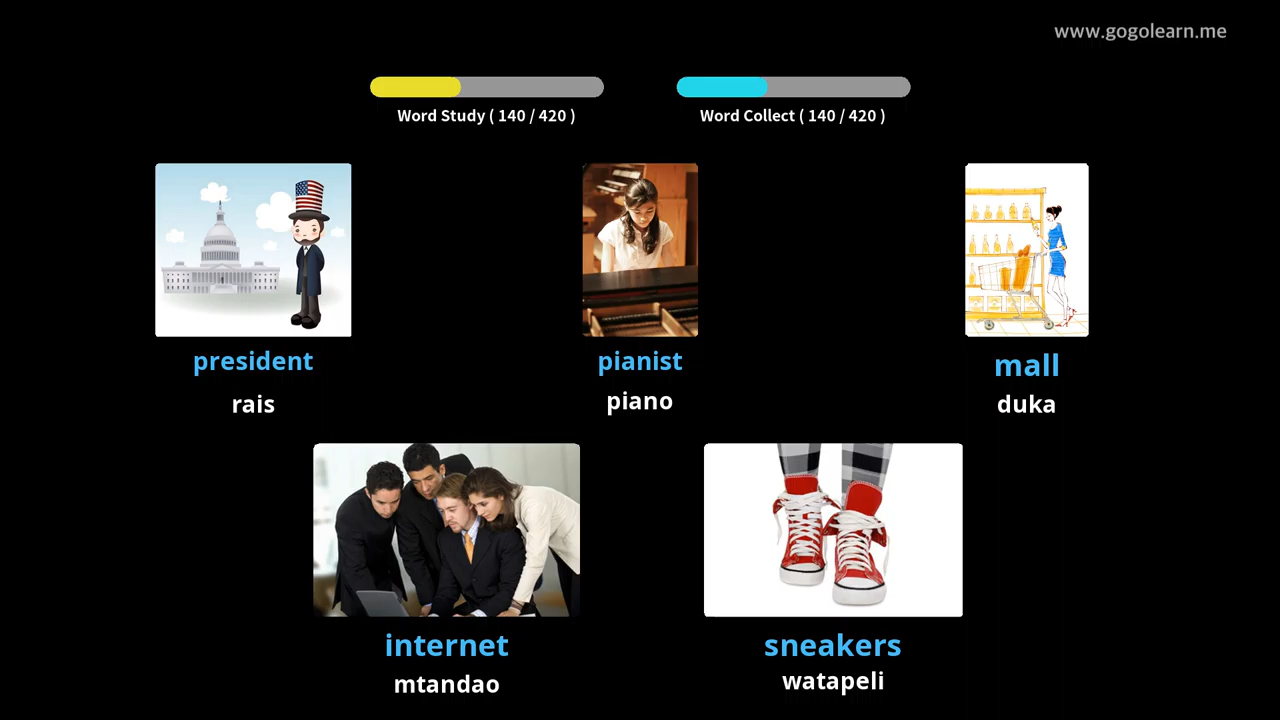 www.gogolearn.me
Word Study ( 140 / 420 )
Word Collect ( 140 / 420 )
president
rais
pianist
piano
mall
duka
internet
mtandao
sneakers
watapeli